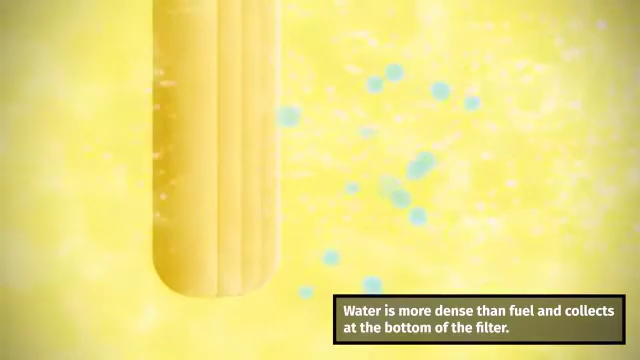 Water is more dense than fuel and collects
at the bottom of the filter.